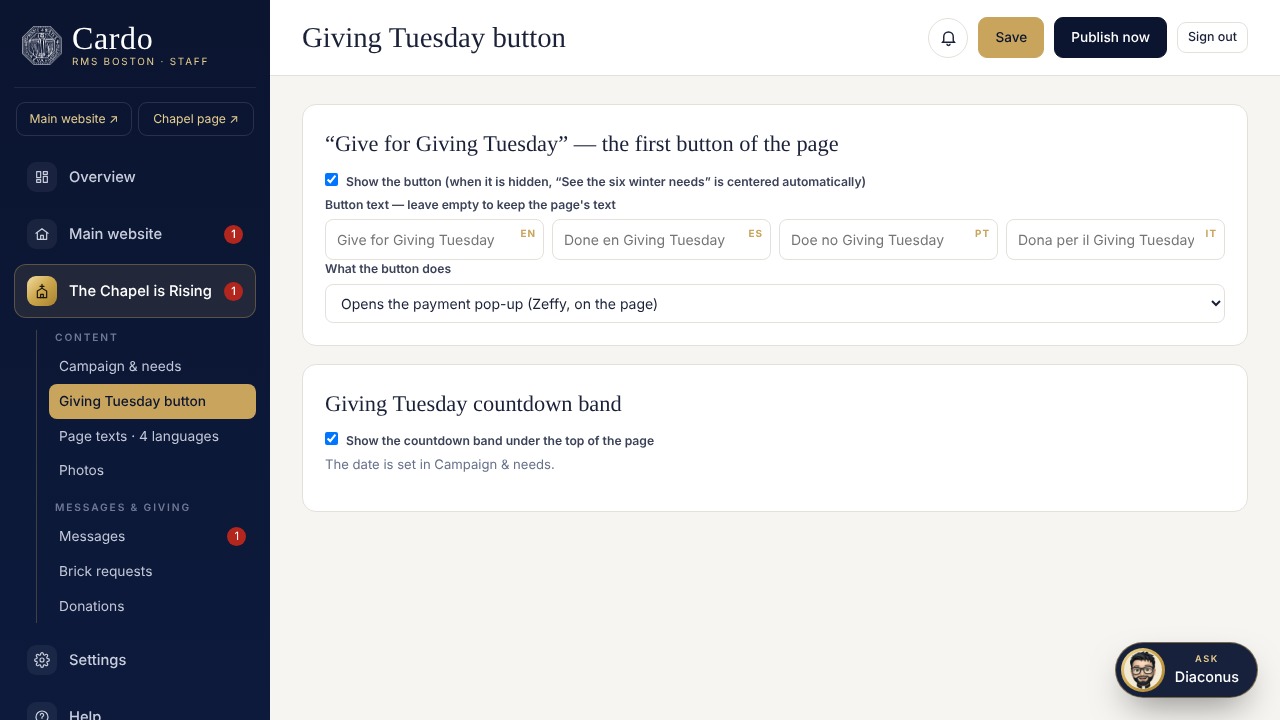 Cardo
RMS BOSTON · STAFF
Main website ↗
Chapel page ↗
Overview
Main website 1
The Chapel is Rising 1
CONTENT
Campaign & needs
Giving Tuesday button
Page texts · 4 languages
Photos
MESSAGES & GIVING
Messages 1
Brick requests
Donations
Settings
Help
Giving Tuesday button
Save
Publish now
Sign out
“Give for Giving Tuesday” — the first button of the page
Show the button (when it is hidden, “See the six winter needs” is centered automatically)
Button text — leave empty to keep the page's text
Give for Giving Tuesday EN
Done en Giving Tuesday ES
Doe no Giving Tuesday PT
Dona per il Giving Tuesday IT
What the button does
Opens the payment pop-up (Zeffy, on the page)
Giving Tuesday countdown band
Show the countdown band under the top of the page
The date is set in Campaign & needs.
ASK
Diaconus